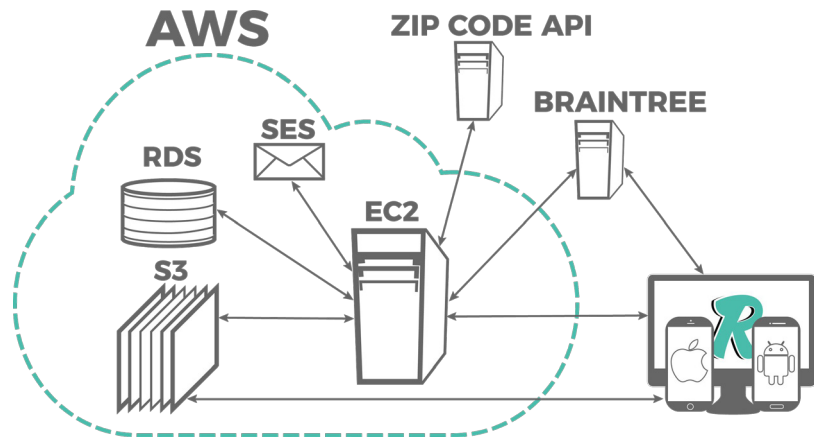 AWS
ZIP CODE API
BRAINTREE
SES
RDS
EC2
S3
R